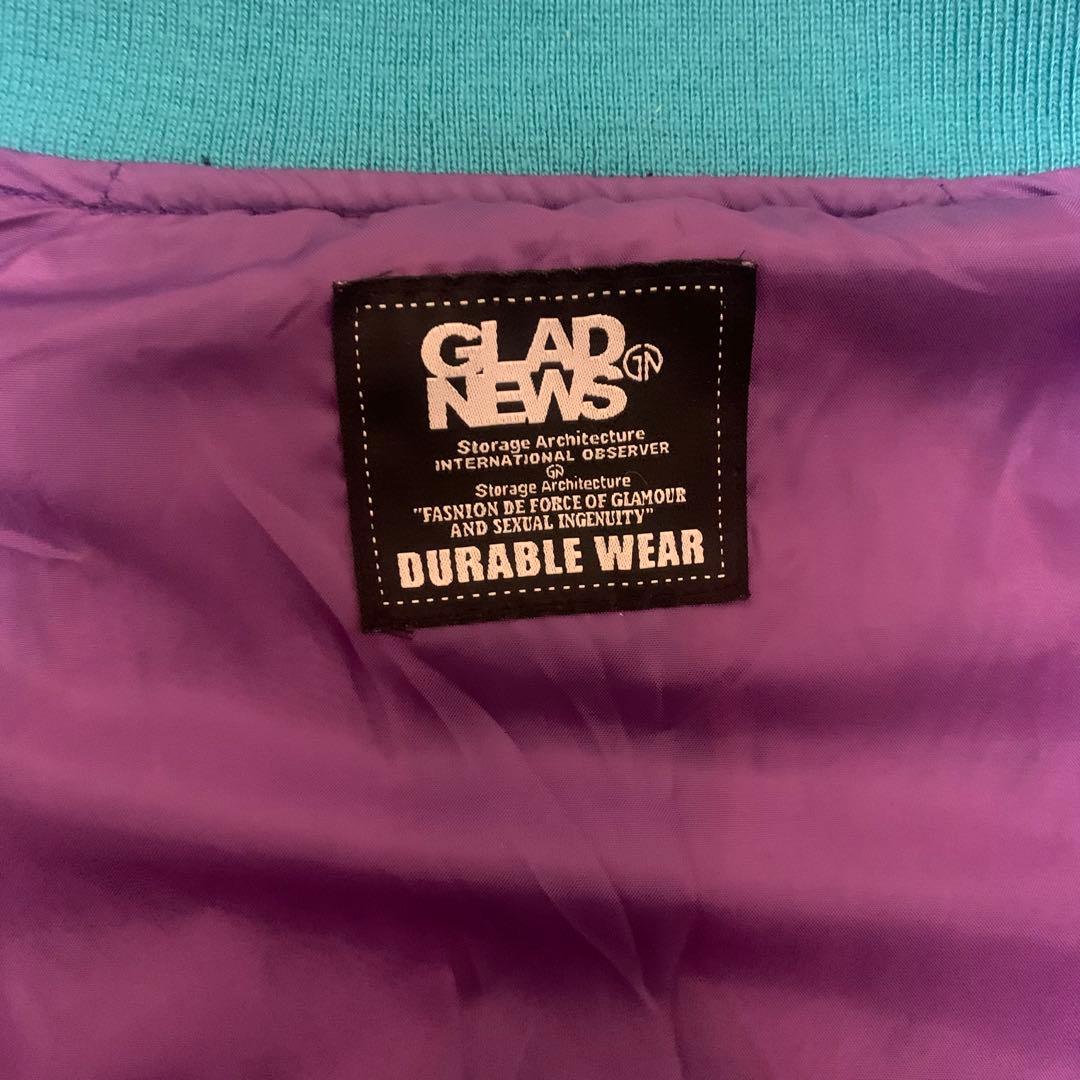 GLAD
NEWS GN
Storage Architecture
INTERNATIONAL OBSERVER
GN
Storage Architecture
"FASNION DE FORCE OF GLAMOUR
AND SEXUAL INGENUITY"
DURABLE WEAR